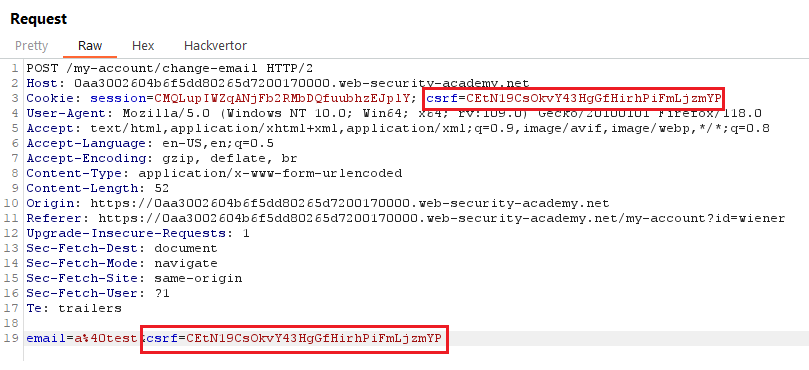 Request
Pretty Raw Hex Hackvertor
1 POST /my-account/change-email HTTP/2
2 Host: 0aa3002604b6f5dd80265d7200170000.web-security-academy.net
3 Cookie: session=CMQLupIWZqANjFb2RMbDQfuubhzEJplY; csrf=CEtN19CsOkvY43HgGfHirhPiFmLjzmYP
4 User-Agent: Mozilla/5.0 (Windows NT 10.0; Win64; x64; rv:109.0) Gecko/20100101 Firefox/118.0
5 Accept: text/html,application/xhtml+xml,application/xml;q=0.9,image/avif,image/webp,*/*;q=0.8
6 Accept-Language: en-US,en;q=0.5
7 Accept-Encoding: gzip, deflate, br
8 Content-Type: application/x-www-form-urlencoded
9 Content-Length: 52
10 Origin: https://0aa3002604b6f5dd80265d7200170000.web-security-academy.net
11 Referer: https://0aa3002604b6f5dd80265d7200170000.web-security-academy.net/my-account?id=wiener
12 Upgrade-Insecure-Requests: 1
13 Sec-Fetch-Dest: document
14 Sec-Fetch-Mode: navigate
15 Sec-Fetch-Site: same-origin
16 Sec-Fetch-User: ?1
17 Te: trailers
18
19 email=a%40test&csrf=CEtN19CsOkvY43HgGfHirhPiFmLjzmYP